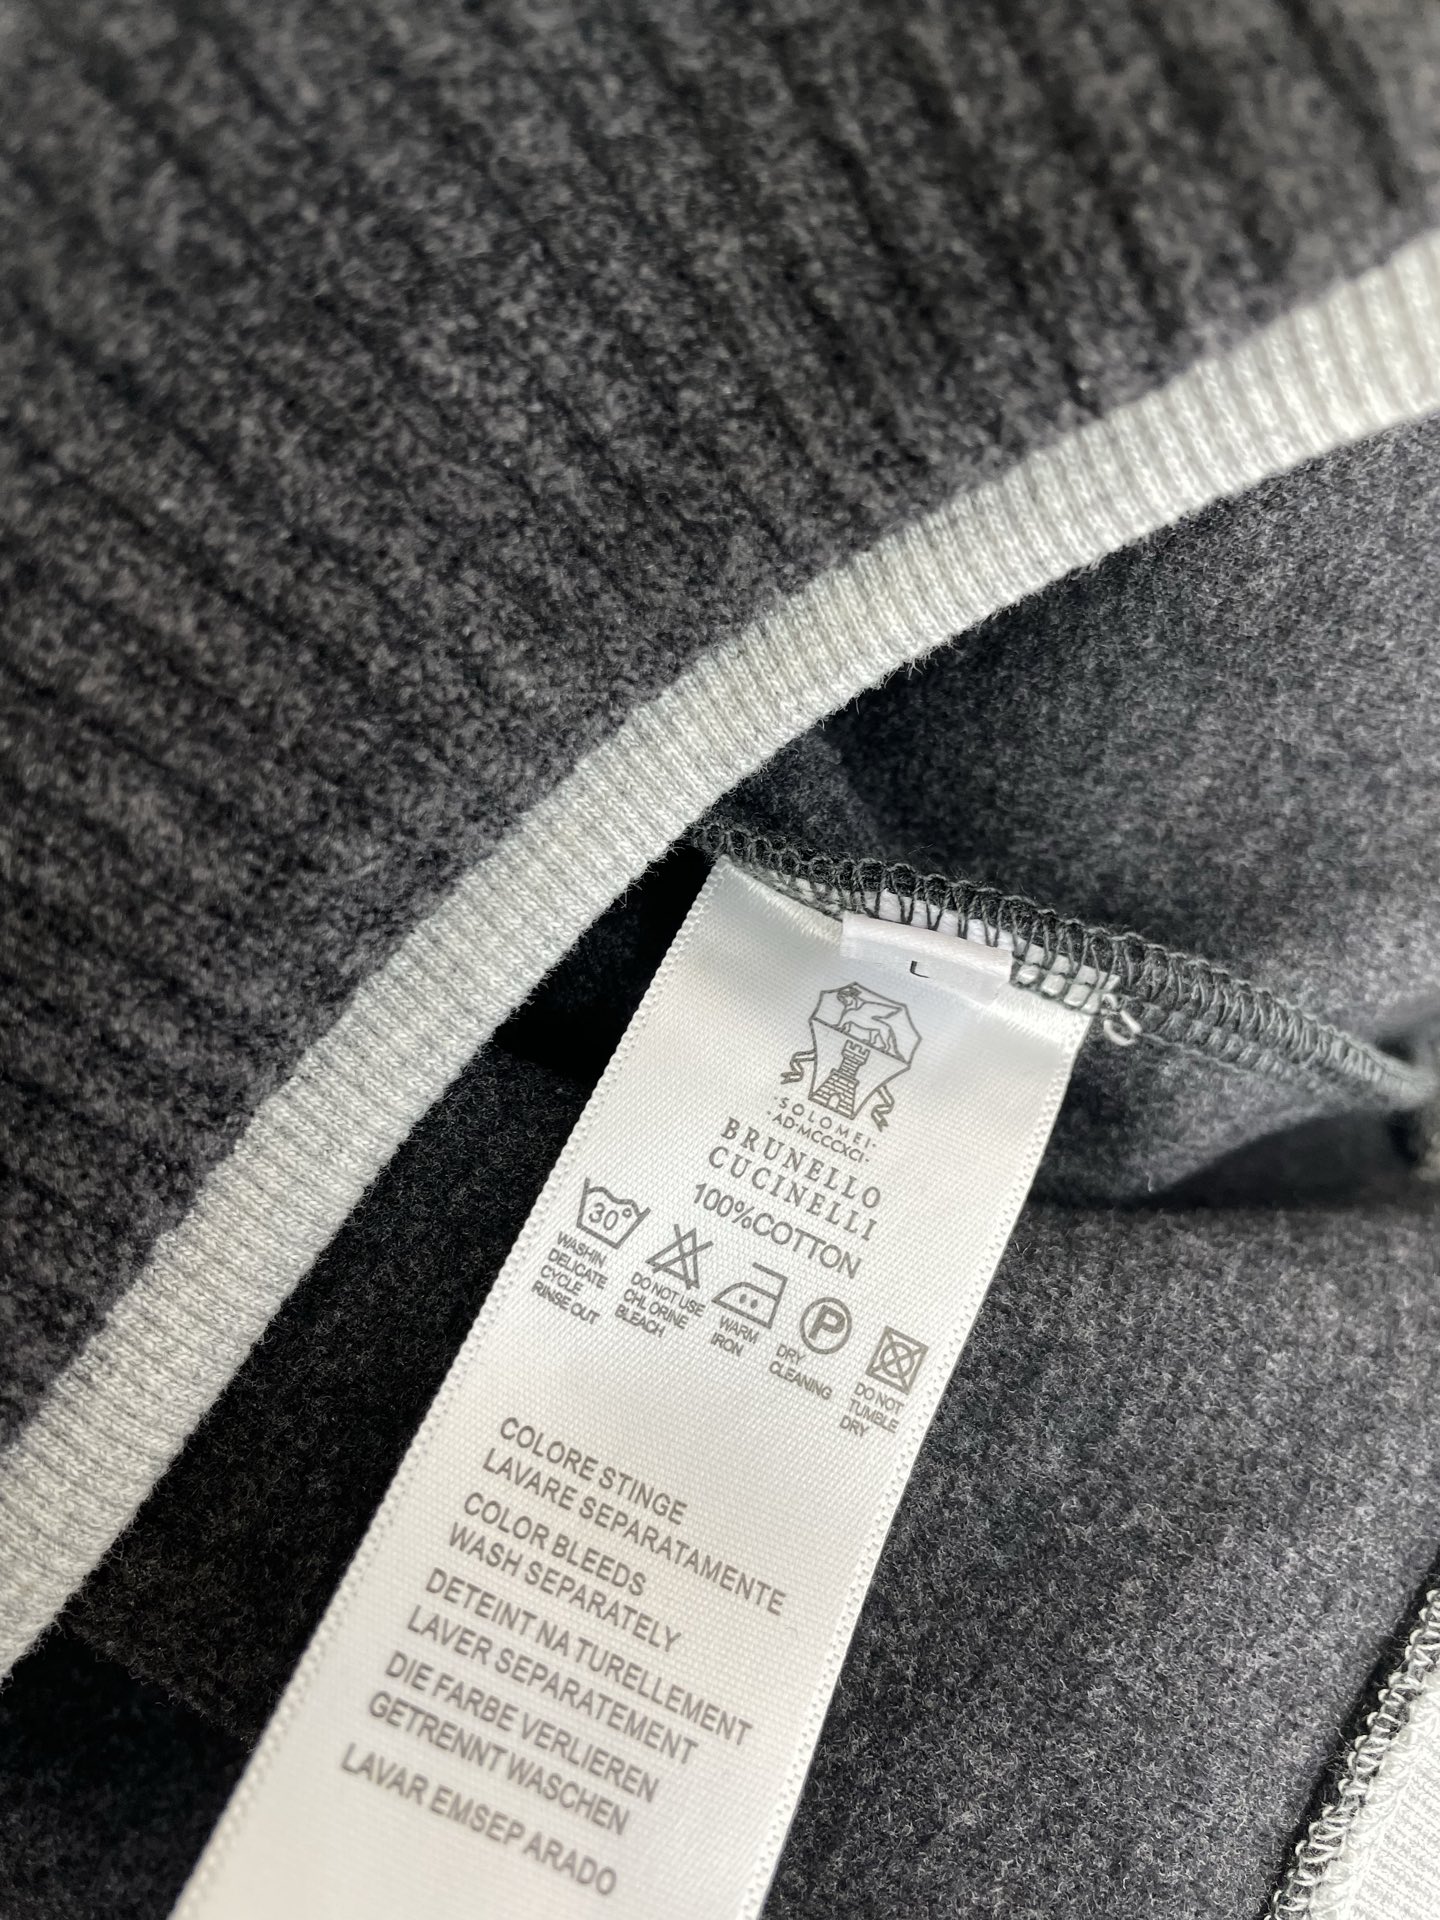 L
·SOLOMEI·
·AD·MCCCXCI·
BRUNELLO
CUCINELLI
100%COTTON
30°
WASHIN
DELICATE
CYCLE
RINSE OUT
DO NOT USE
CHLORINE
BLEACH
WARM
IRON
P
DRY
CLEANING
DO NOT
TUMBLE
DRY
COLORE STINGE
LAVARE SEPARATAMENTE
COLOR BLEEDS
WASH SEPARATELY
DETEINT NA TURELLEMENT
LAVER SEPARATEMENT
DIE FARBE VERLIEREN
GETRENNT WASCHEN
LAVAR EMSEP ARADO